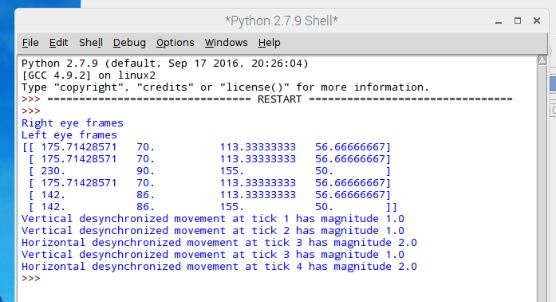 *Python 2.7.9 Shell*
File Edit Shell Debug Options Windows Help
Python 2.7.9 (default, Sep 17 2016, 20:26:04)
[GCC 4.9.2] on linux2
Type "copyright", "credits" or "license()" for more information.
>>> ================================ RESTART ================================
>>>
Right eye frames
Left eye frames
[[ 175.71428571   70.          113.33333333   56.66666667]
 [ 175.71428571   70.          113.33333333   56.66666667]
 [ 230.           90.          155.           50.        ]
 [ 175.71428571   70.          113.33333333   56.66666667]
 [ 142.           86.          113.33333333   56.66666667]
 [ 142.           86.          155.           50.        ]]
Vertical desynchronized movement at tick 1 has magnitude 1.0
Vertical desynchronized movement at tick 2 has magnitude 1.0
Horizontal desynchronized movement at tick 3 has magnitude 2.0
Vertical desynchronized movement at tick 3 has magnitude 1.0
Horizontal desynchronized movement at tick 4 has magnitude 2.0
>>>